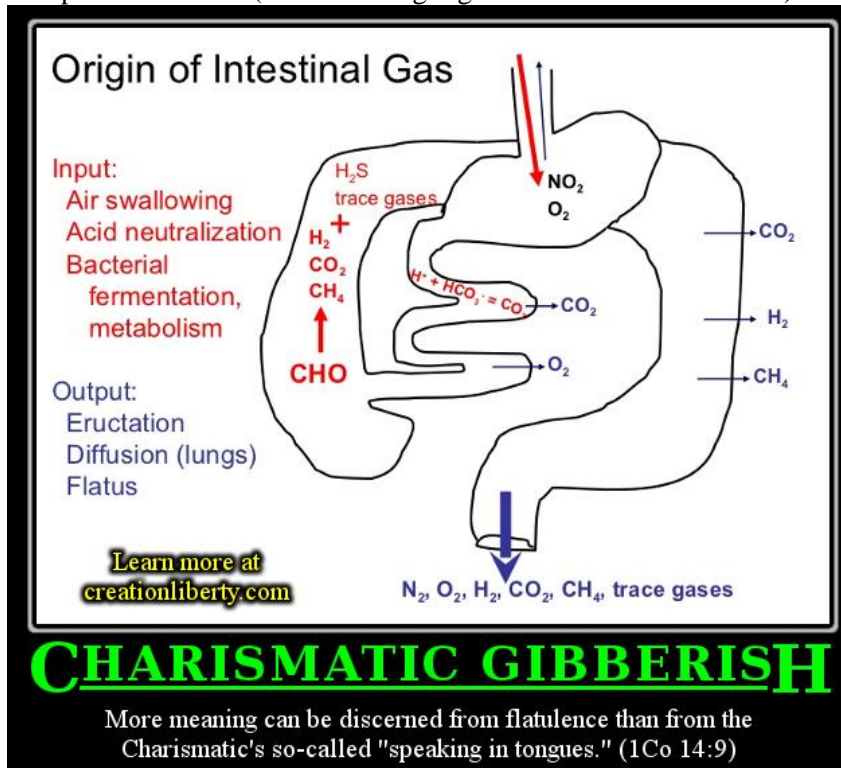 Origin of Intestinal Gas
Input:
Air swallowing
Acid neutralization
Bacterial
fermentation,
metabolism
Output:
Eructation
Diffusion (lungs)
Flatus
H₂S
trace gases
+
H₂
CO₂
CH₄
CHO
NO₂
O₂
H⁺ + HCO₃⁻ = CO₂
CO₂
O₂
CO₂
H₂
CH₄
N₂, O₂, H₂, CO₂, CH₄, trace gases
Learn more at
creationliberty.com
CHARISMATIC GIBBERISH
More meaning can be discerned from flatulence than from the
Charismatic's so-called "speaking in tongues." (1Co 14:9)